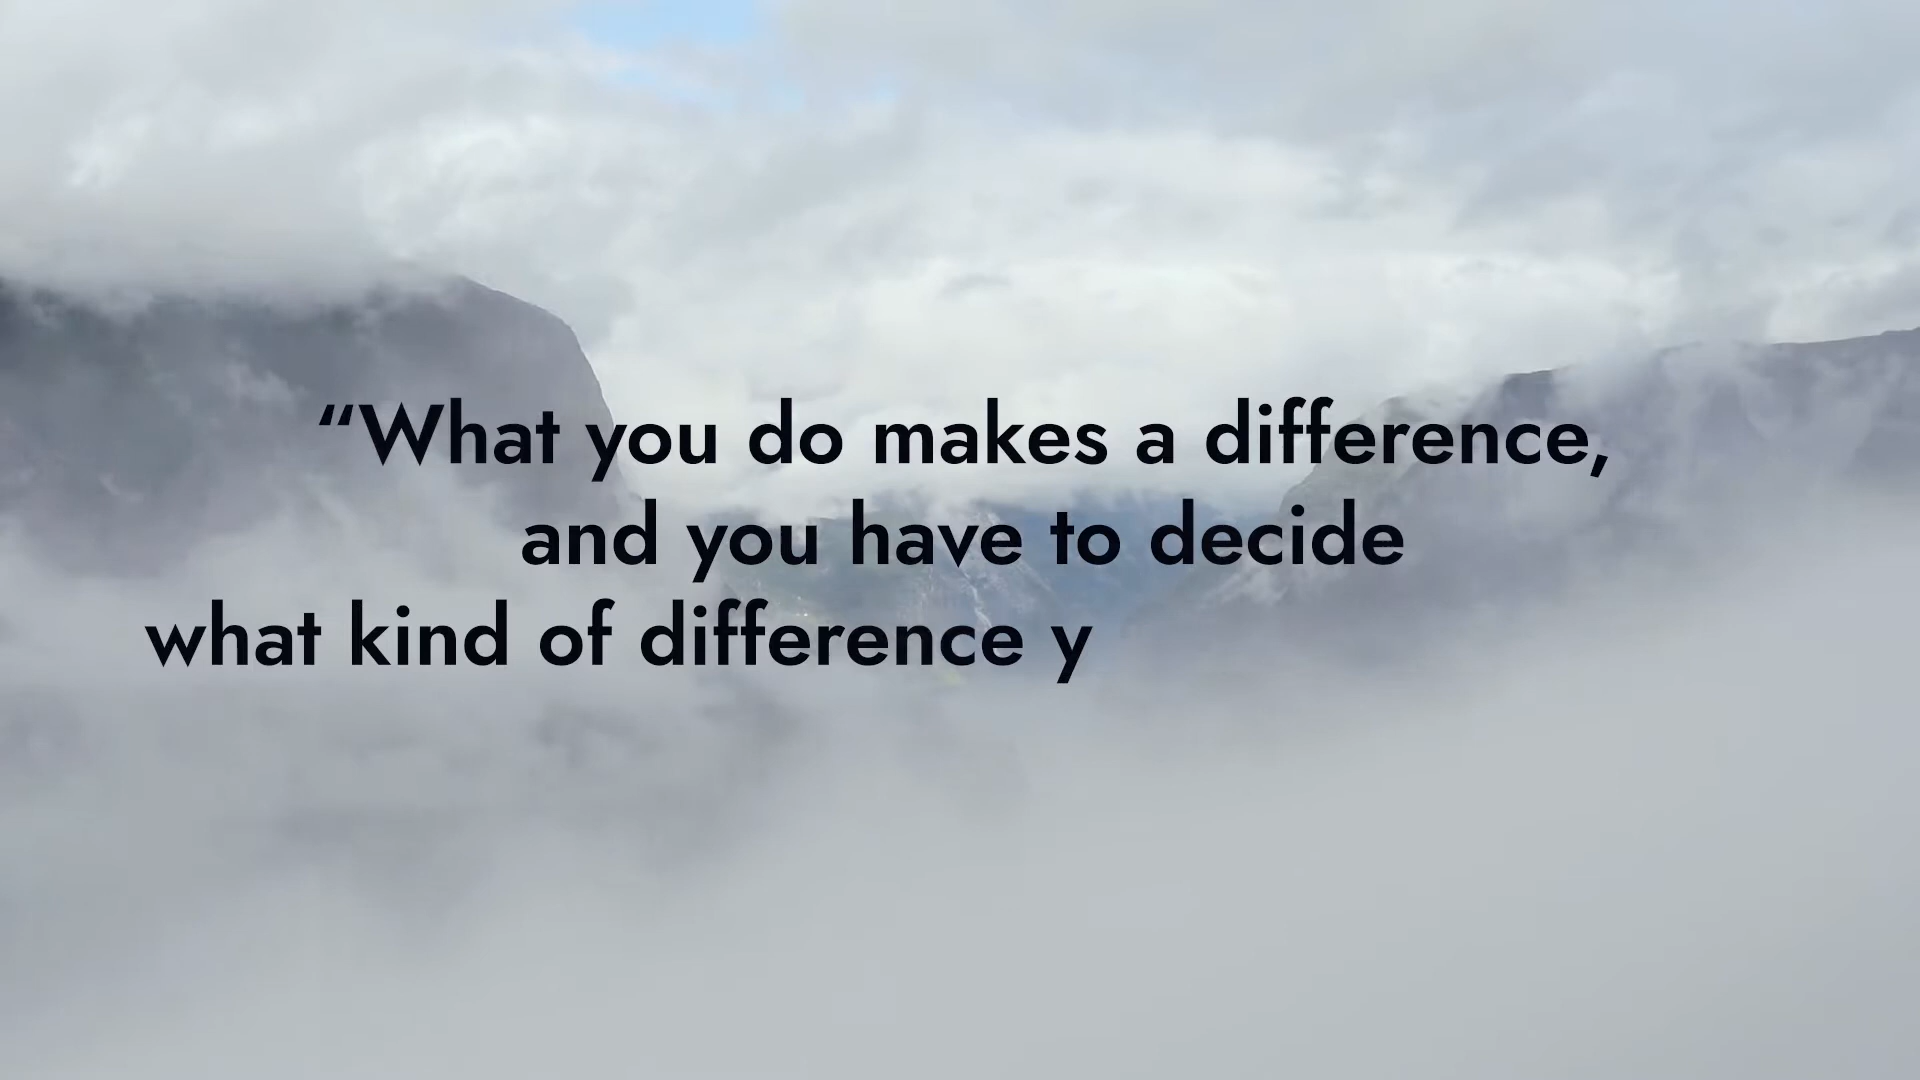 “What you do makes a difference,
and you have to decide
what kind of difference y